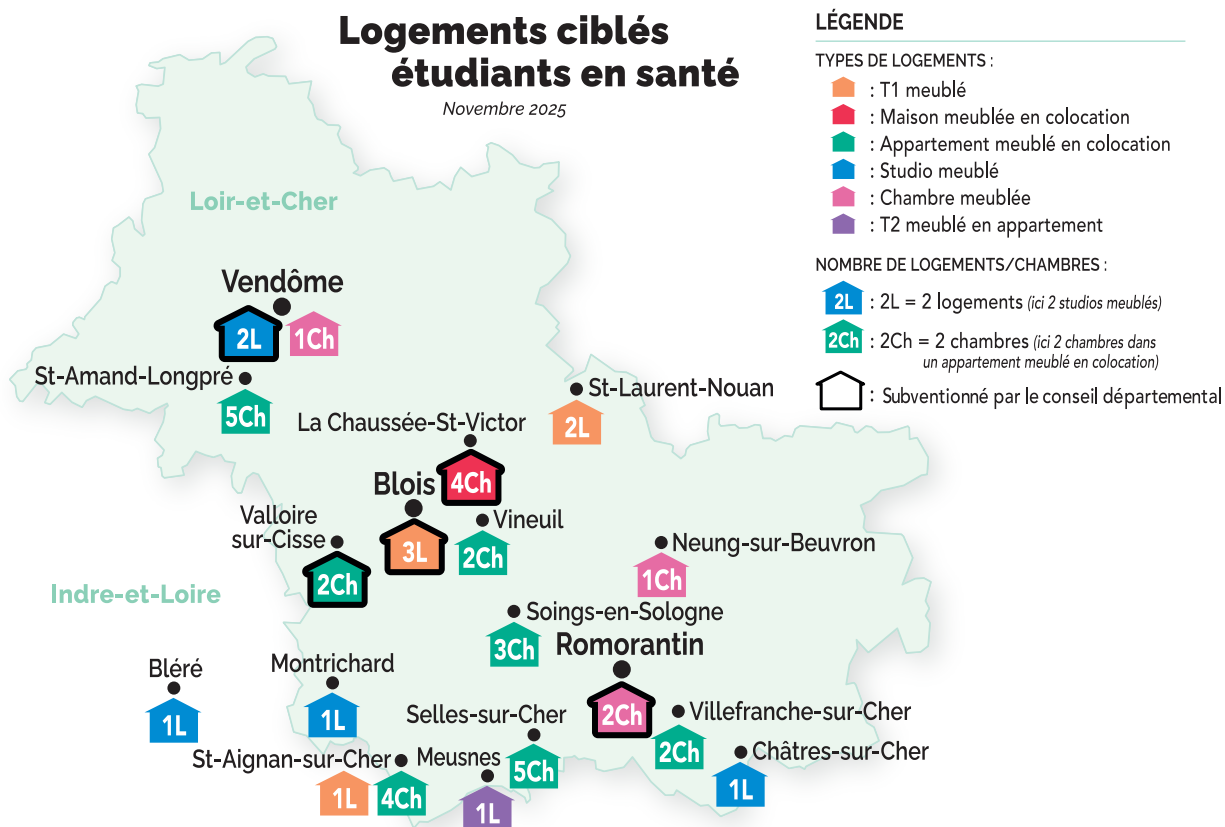 Logements ciblés
étudiants en santé
Novembre 2025
LÉGENDE
TYPES DE LOGEMENTS :
: T1 meublé
: Maison meublée en colocation
: Appartement meublé en colocation
: Studio meublé
: Chambre meublée
: T2 meublé en appartement
NOMBRE DE LOGEMENTS/CHAMBRES :
2L : 2L = 2 logements (ici 2 studios meublés)
2Ch : 2Ch = 2 chambres (ici 2 chambres dans
un appartement meublé en colocation)
: Subventionné par le conseil départemental
Loir-et-Cher
Vendôme
2L 1Ch
St-Amand-Longpré
5Ch
St-Laurent-Nouan
2L
La Chaussée-St-Victor
4Ch
Blois
3L
Vineuil
2Ch
Valloire
sur-Cisse
2Ch
Neung-sur-Beuvron
1Ch
Indre-et-Loire
Soings-en-Sologne
3Ch
Romorantin
2Ch
Bléré
1L
Montrichard
1L
Selles-sur-Cher
5Ch
Villefranche-sur-Cher
2Ch
Châtres-sur-Cher
1L
St-Aignan-sur-Cher
1L 4Ch
Meusnes
1L